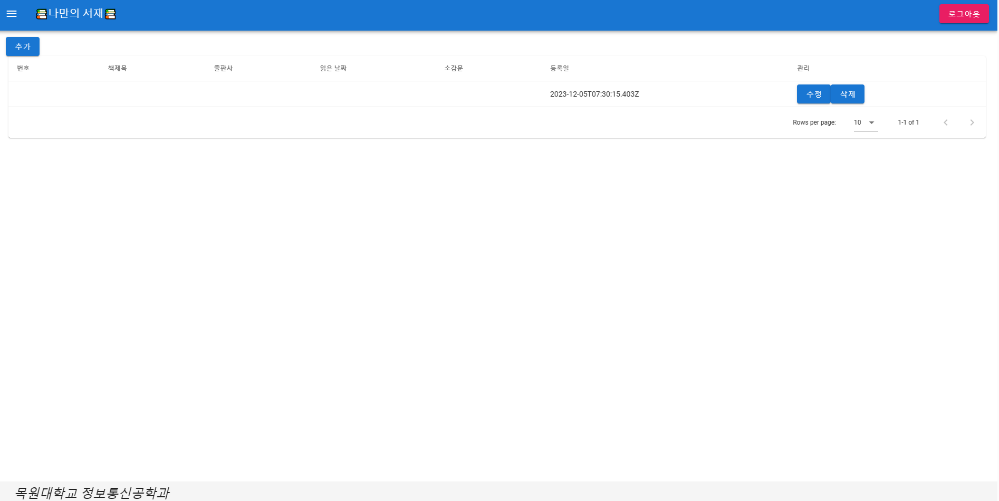 📚나만의 서재📚 로그아웃
추가
번호 책제목 출판사 읽은 날짜 소감문 등록일 관리
2023-12-05T07:30:15.403Z 수정 삭제
Rows per page: 10 1-1 of 1
목원대학교 정보통신공학과